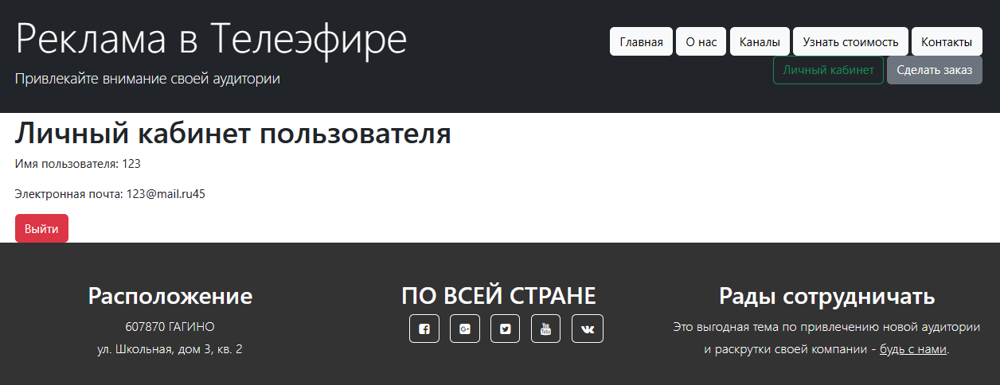 Реклама в Телеэфире
Привлекайте внимание своей аудитории
Главная
О нас
Каналы
Узнать стоимость
Контакты
Личный кабинет
Сделать заказ
Личный кабинет пользователя
Имя пользователя: 123
Электронная почта: 123@mail.ru45
Выйти
Расположение
607870 ГАГИНО
ул. Школьная, дом 3, кв. 2
ПО ВСЕЙ СТРАНЕ
Рады сотрудничать
Это выгодная тема по привлечению новой аудитории
и раскрутки своей компании - будь с нами.